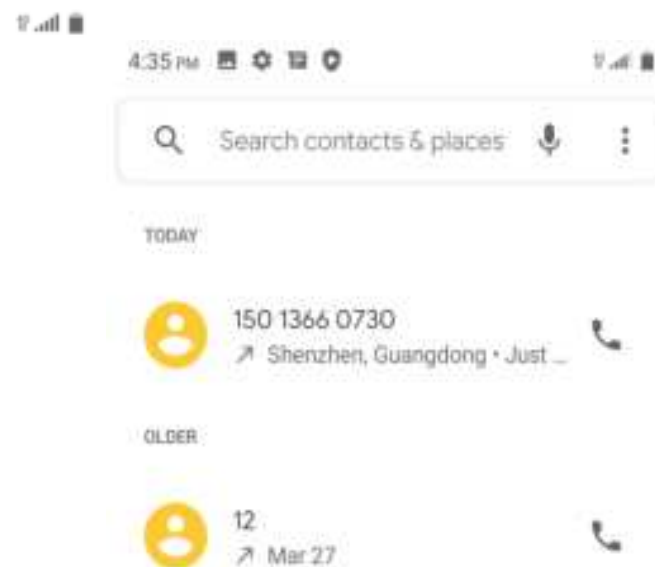 4:35 PM
Search contacts & places
TODAY
150 1366 0730
Shenzhen, Guangdong • Just ...
OLDER
12
Mar 27